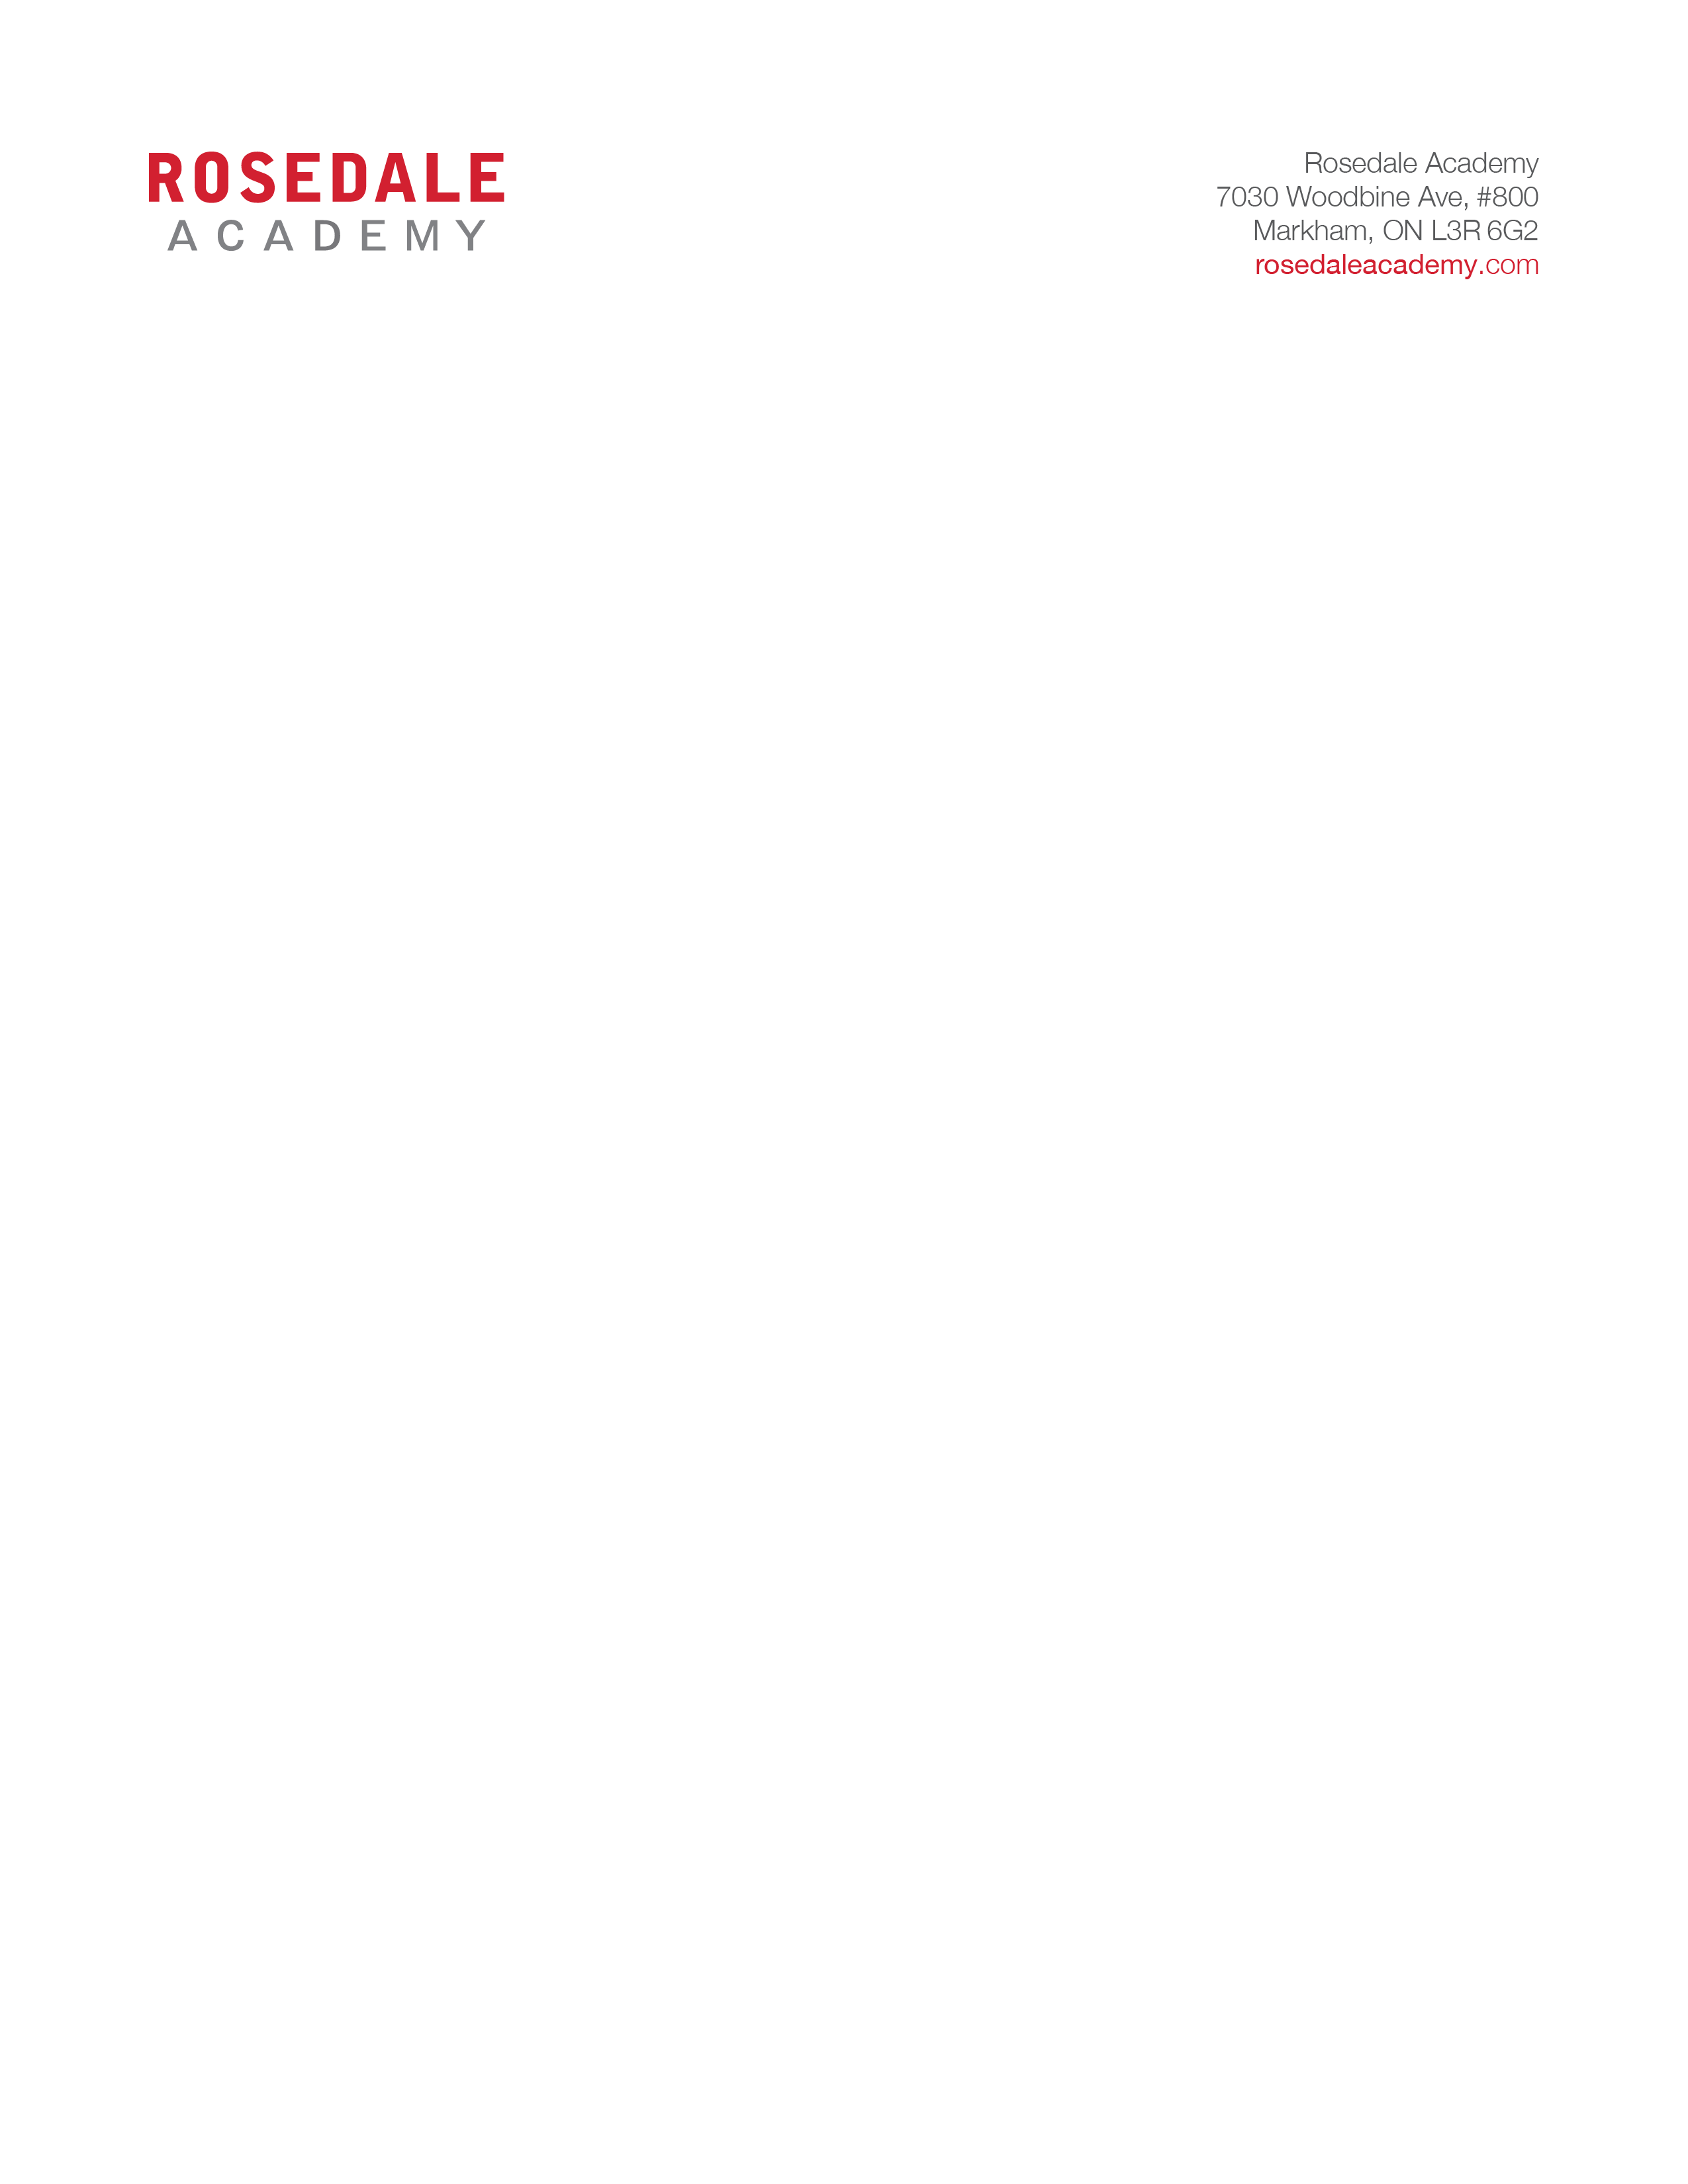 ROSEDALE
ACADEMY
Rosedale Academy
7030 Woodbine Ave, #800
Markham, ON L3R 6G2
rosedaleacademy.com